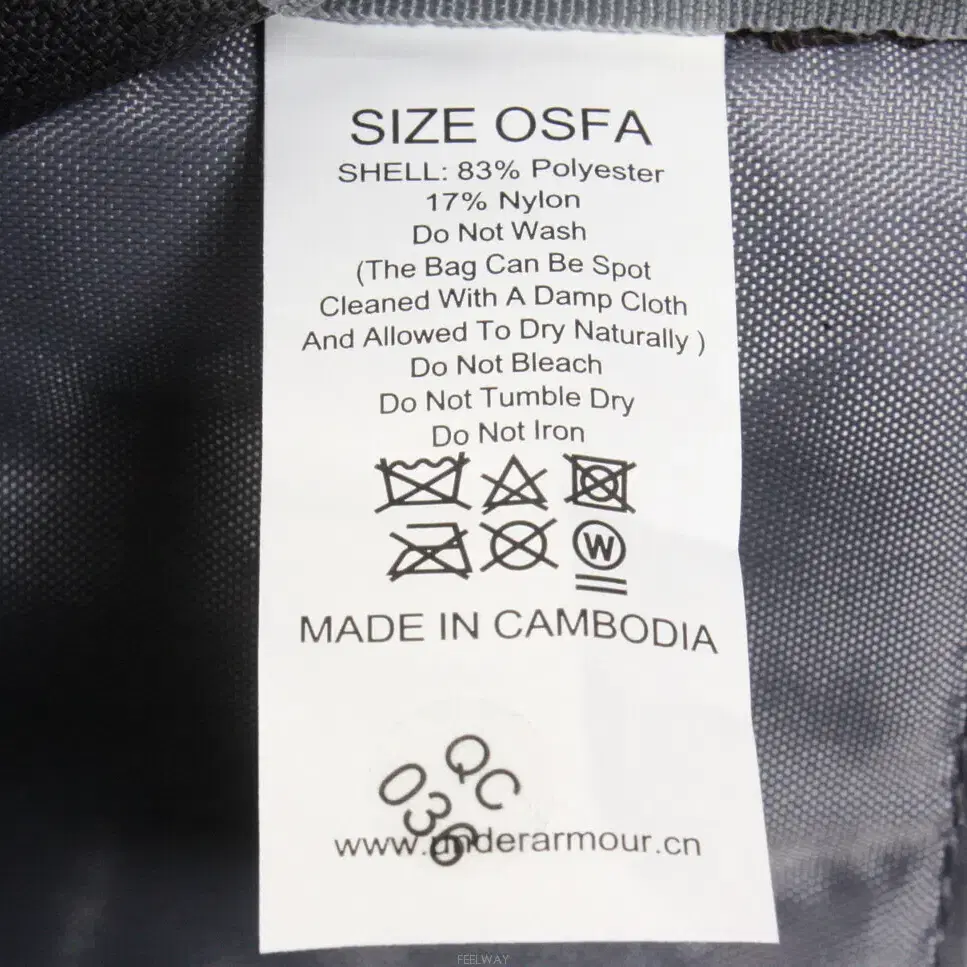 SIZE OSFA
SHELL: 83% Polyester
17% Nylon
Do Not Wash
(The Bag Can Be Spot
Cleaned With A Damp Cloth
And Allowed To Dry Naturally )
Do Not Bleach
Do Not Tumble Dry
Do Not Iron
W
MADE IN CAMBODIA
QC
036
www.underarmour.cn
FEELWAY